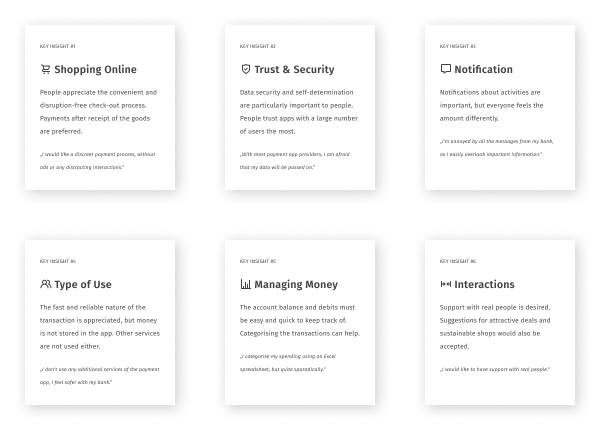 KEY INSIGHT #1
Shopping Online
People appreciate the convenient and
disruption-free check-out process.
Payments after receipt of the goods
are preferred.
„I would like a discreet payment process, without
ads or any distracting interactions."
KEY INSIGHT #2
Trust & Security
Data security and self-determination
are particularly important to people.
People trust apps with a large number
of users the most.
„With most payment app providers, I am afraid
that my data will be passed on."
KEY INSIGHT #3
Notification
Notifications about activities are
important, but everyone feels the
amount differently.
„I'm annoyed by all the messages from my bank,
as I easily overlook important information."
KEY INSIGHT #4
Type of Use
The fast and reliable nature of the
transaction is appreciated, but money
is not stored in the app. Other services
are not used either.
„I don't use any additional services of the payment
app, I feel safer with my bank."
KEY INSIGHT #5
Managing Money
The account balance and debits must
be easy and quick to keep track of.
Categorising the transactions can help.
„I categorise my spending using an Excel
spreadsheet, but quite sporadically."
KEY INSIGHT #6
Interactions
Support with real people is desired.
Suggestions for attractive deals and
sustainable shops would also be
accepted.
„I would like to have support with real people."